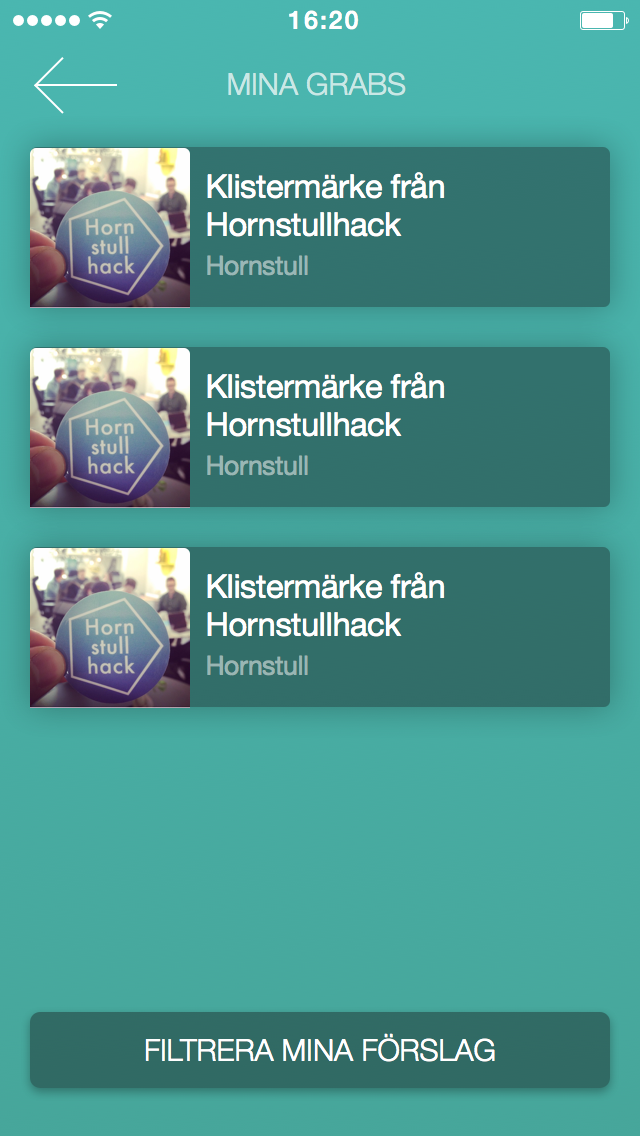 16:20
MINA GRABS
Horn
stull
hack
Klistermärke från
Hornstullhack
Hornstull
Horn
stull
hack
Klistermärke från
Hornstullhack
Hornstull
Horn
stull
hack
Klistermärke från
Hornstullhack
Hornstull
FILTRERA MINA FÖRSLAG